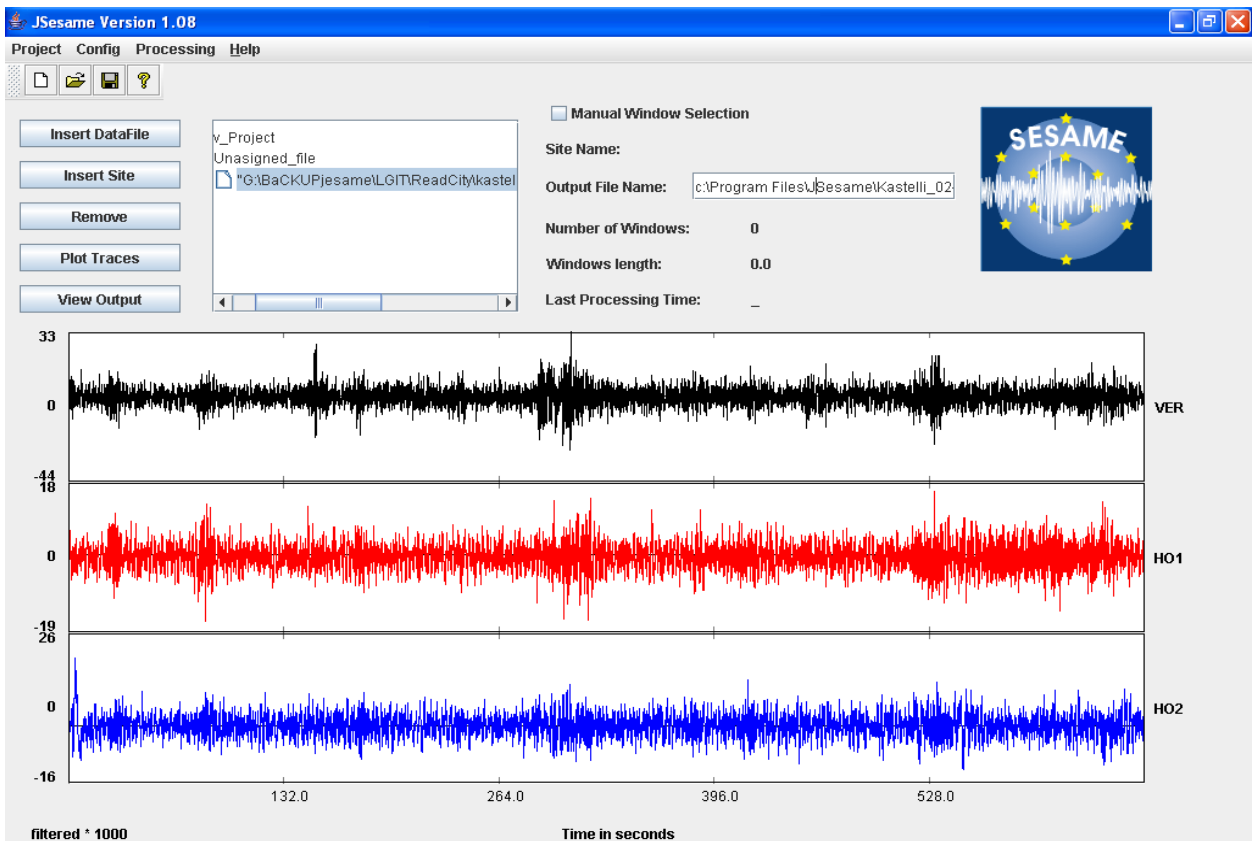 JSesame Version 1.08
Project Config Processing Help
Insert DataFile
Insert Site
Remove
Plot Traces
View Output
v_Project
Unasigned_file
"G:\BaCKUPjesame\LGIT\ReadCity\kastel
Manual Window Selection
Site Name:
Output File Name: c:\Program Files\JSesame\Kastelli_02-
Number of Windows: 0
Windows length: 0.0
Last Processing Time: _
SESAME
33
0
-44
VER
18
0
-19
HO1
26
0
-16
HO2
132.0 264.0 396.0 528.0
filtered * 1000 Time in seconds